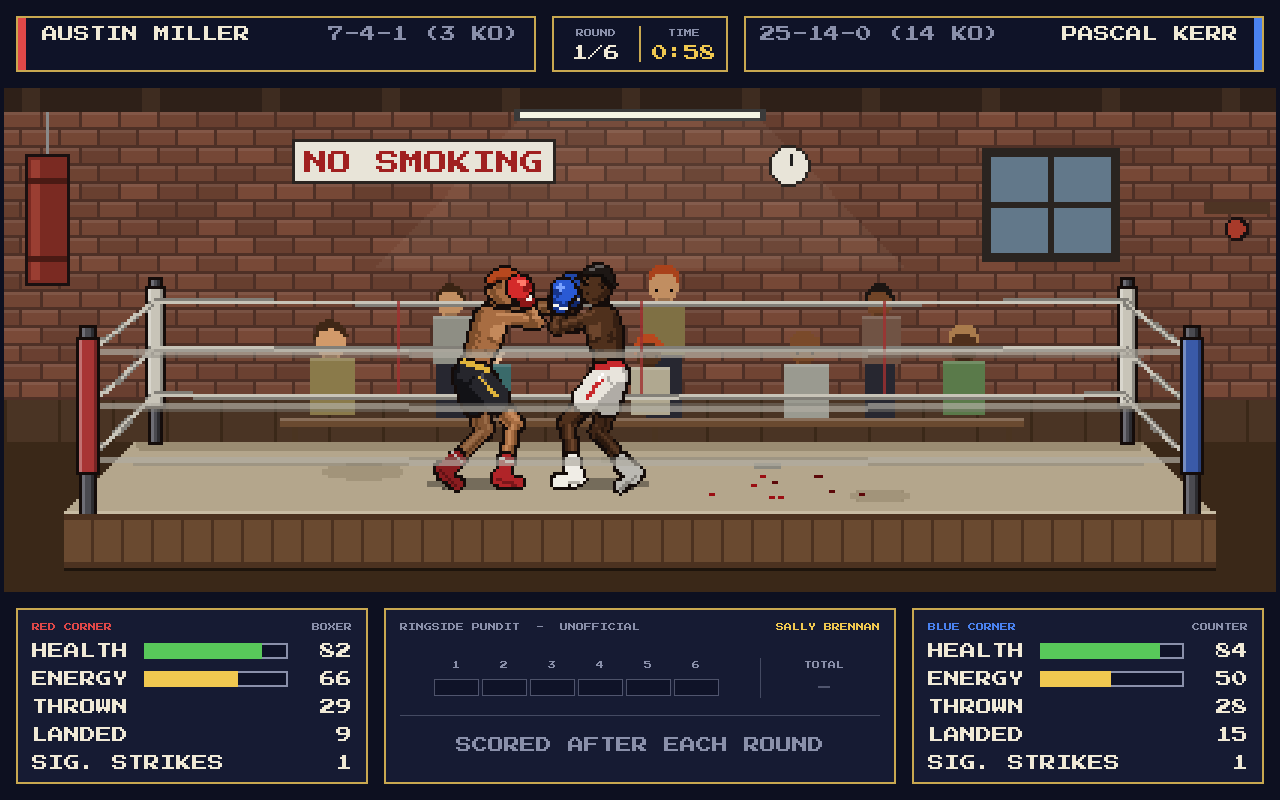 AUSTIN MILLER 7-4-1 (3 KO)
ROUND
1/6
TIME
0:58
25-14-0 (14 KO) PASCAL KERR
NO SMOKING
RED CORNER BOXER
HEALTH 82
ENERGY 66
THROWN 29
LANDED 9
SIG. STRIKES 1
RINGSIDE PUNDIT - UNOFFICIAL SALLY BRENNAN
1 2 3 4 5 6 TOTAL
—
SCORED AFTER EACH ROUND
BLUE CORNER COUNTER
HEALTH 84
ENERGY 50
THROWN 28
LANDED 15
SIG. STRIKES 1